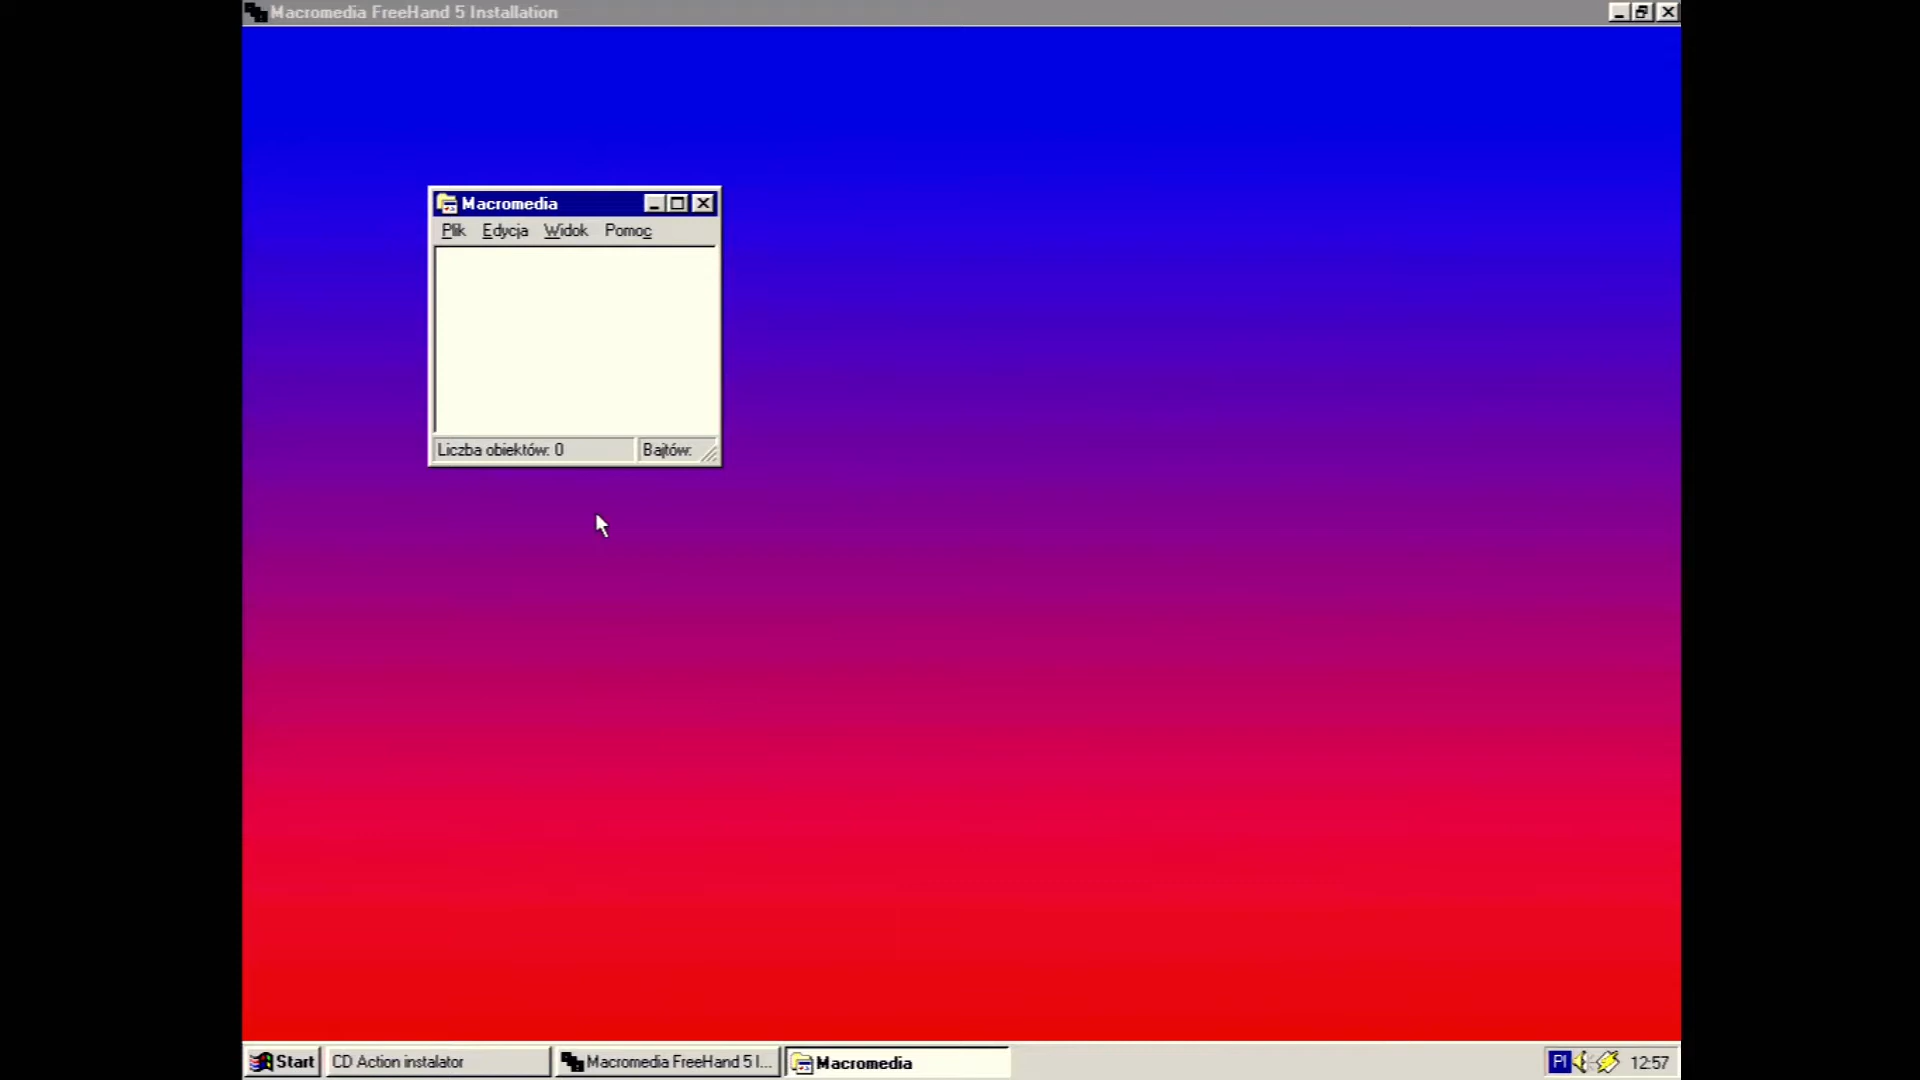 Macromedia FreeHand 5 Installation
Macromedia
Plik Edycja Widok Pomoc
Liczba obiektów: 0 Bajtów:
Start CD Action instalator Macromedia FreeHand 5 I... Macromedia Pl 12:57